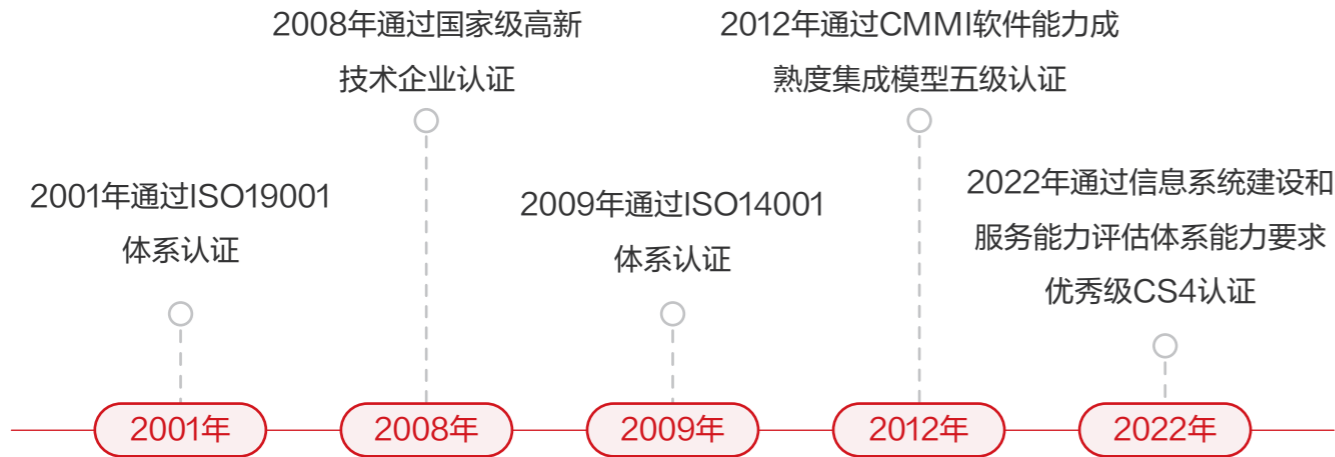 2008年通过国家级高新
技术企业认证
2012年通过CMMI软件能力成
熟度集成模型五级认证
2001年通过ISO19001
体系认证
2009年通过ISO14001
体系认证
2022年通过信息系统建设和
服务能力评估体系能力要求
优秀级CS4认证
2001年
2008年
2009年
2012年
2022年